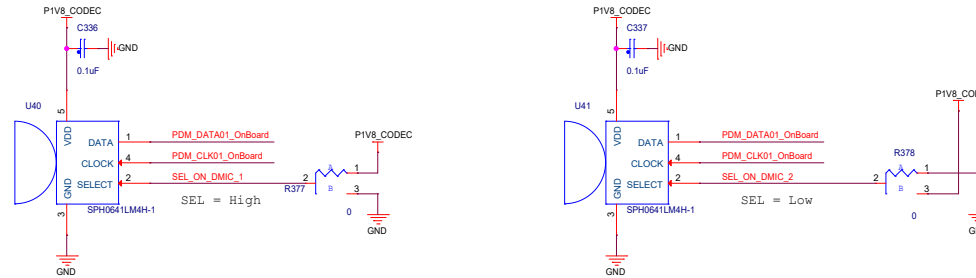 P1V8_CODEC
C336
GND
0.1uF
U40
5
VDD
DATA
1
PDM_DATA01_OnBoard
CLOCK
4
PDM_CLK01_OnBoard
GND
SELECT
2
SEL_ON_DMIC_1
2
R377
A
B
1
3
P1V8_CODEC
0
GND
3
SPH0641LM4H-1
SEL = High
GND
P1V8_CODEC
C337
GND
0.1uF
U41
5
VDD
DATA
1
PDM_DATA01_OnBoard
CLOCK
4
PDM_CLK01_OnBoard
GND
SELECT
2
SEL_ON_DMIC_2
2
R378
A
B
1
3
P1V8_CO
0
G
3
SPH0641LM4H-1
SEL = Low
GND